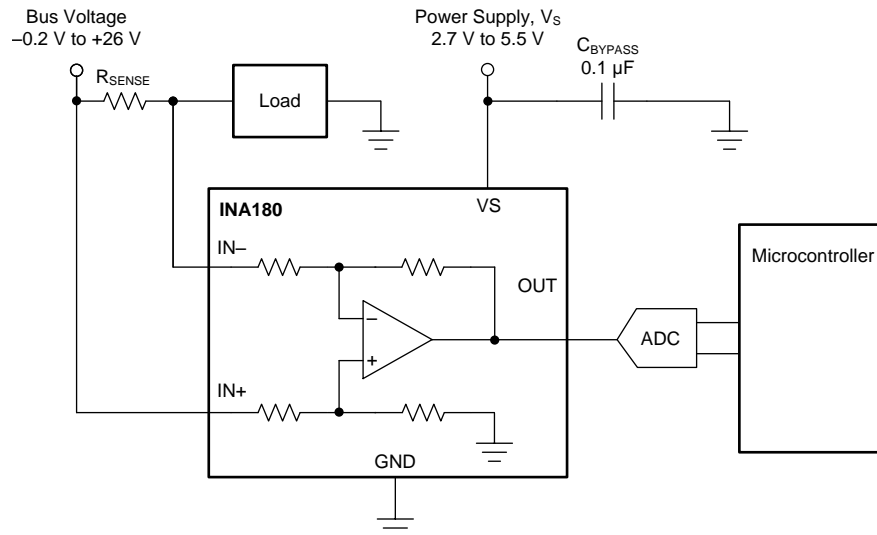 Bus Voltage
–0.2 V to +26 V
RSENSE
Load
Power Supply, VS
2.7 V to 5.5 V
CBYPASS
0.1 µF
INA180
VS
IN–
OUT
–
+
IN+
GND
ADC
Microcontroller